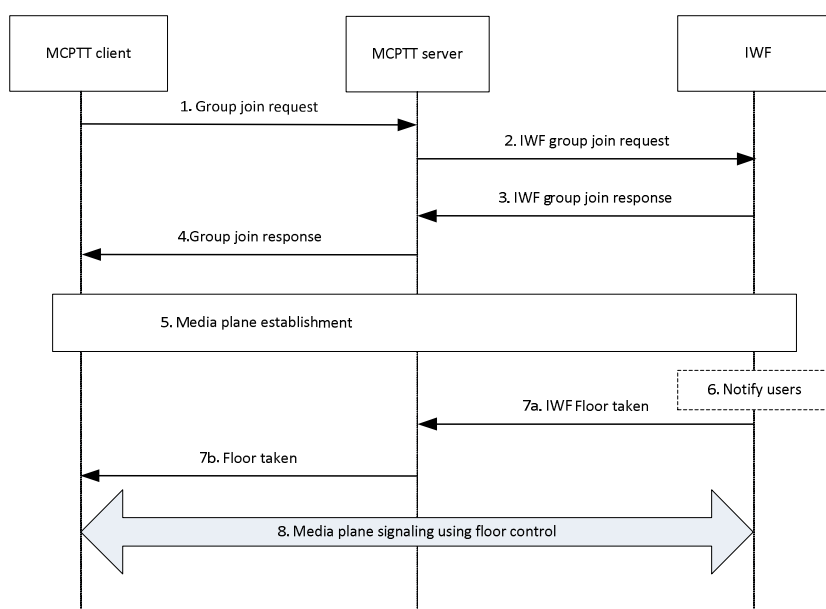 MCPTT client
MCPTT server
IWF
1. Group join request
2. IWF group join request
3. IWF group join response
4.Group join response
5. Media plane establishment
6. Notify users
7a. IWF Floor taken
7b. Floor taken
8. Media plane signaling using floor control